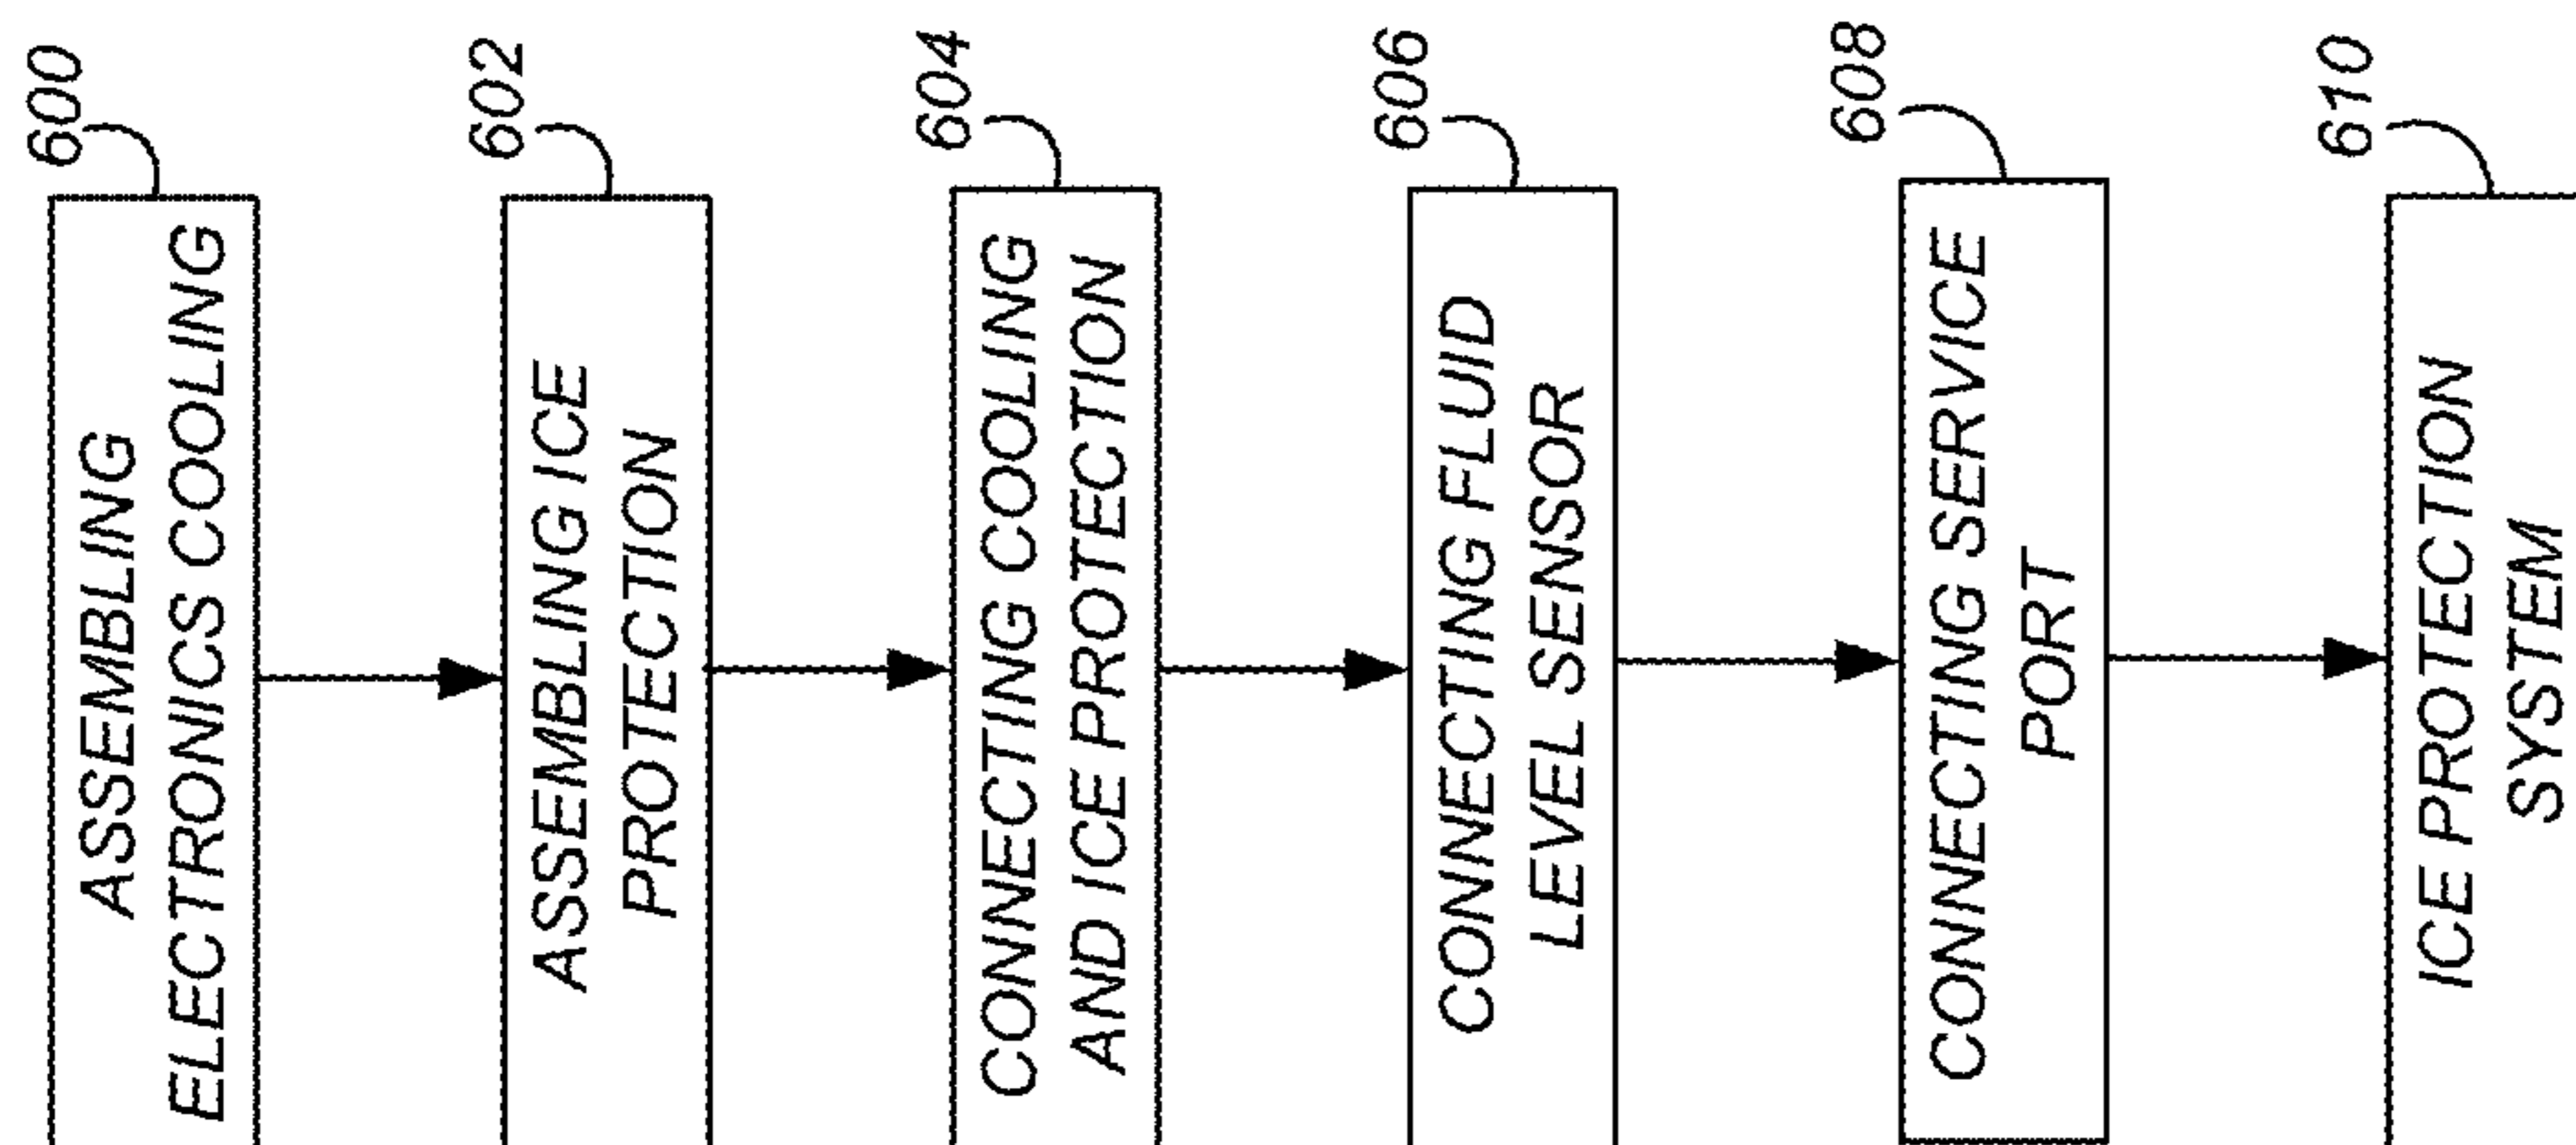 600
ASSEMBLING
ELECTRONICS COOLING
602
ASSEMBLING ICE
PROTECTION
604
CONNECTING COOLING
AND ICE PROTECTION
606
CONNECTING FLUID
LEVEL SENSOR
608
CONNECTING SERVICE
PORT
610
ICE PROTECTION
SYSTEM